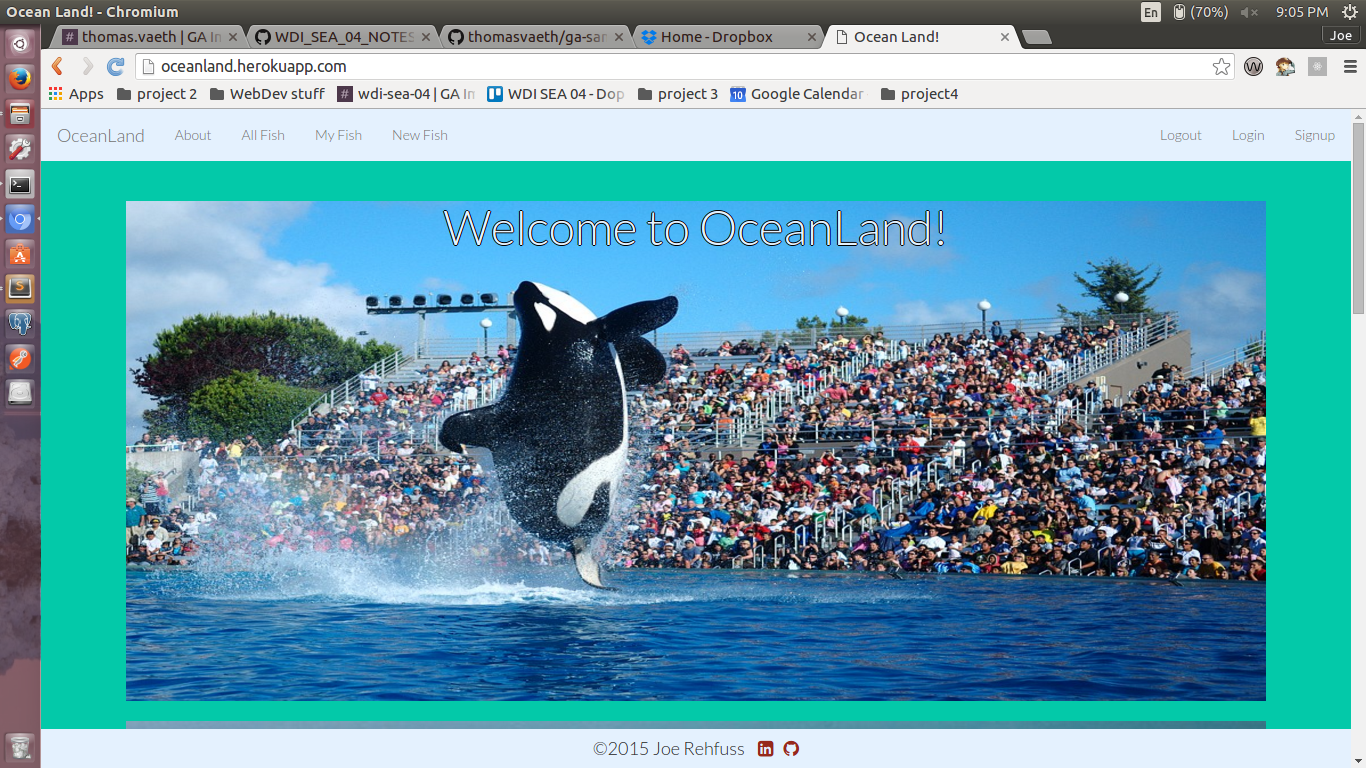 Ocean Land! - Chromium
En (70%) 9:05 PM
thomas.vaeth | GA In
WDI_SEA_04_NOTES
thomasvaeth/ga-sam
Home - Dropbox
Ocean Land!
Joe
oceanland.herokuapp.com
Apps project 2 WebDev stuff wdi-sea-04 | GA In WDI SEA 04 - Dop project 3 10 Google Calendar project4
OceanLand About All Fish My Fish New Fish Logout Login Signup
Welcome to OceanLand!
©2015 Joe Rehfuss in